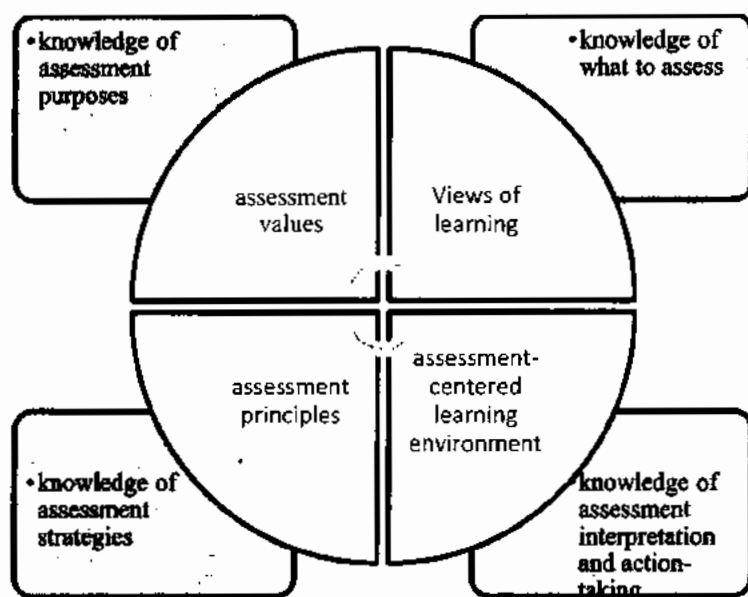 •knowledge of
assessment
purposes
•knowledge of
what to assess
assessment
values
Views of
learning
assessment
principles
assessment-
centered
learning
environment
•knowledge of
assessment
strategies
•knowledge of
assessment
interpretation
and action-
taking